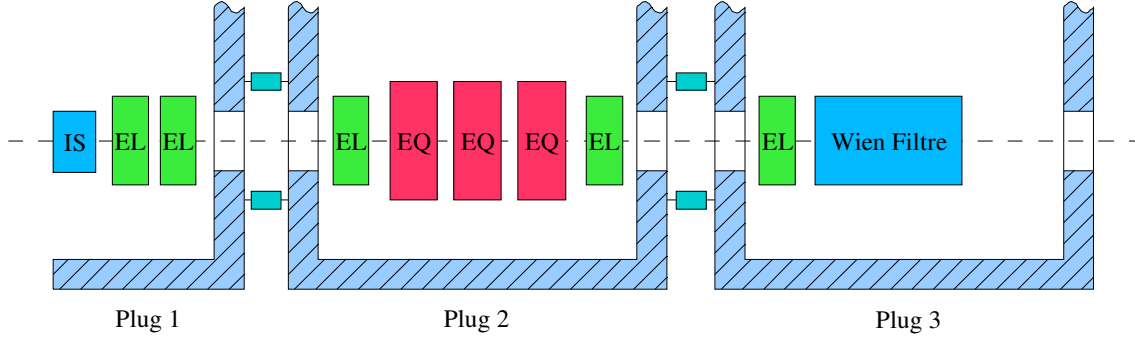 IS EL EL EL EQ EQ EQ EL EL Wien Filtre
Plug 1 Plug 2 Plug 3